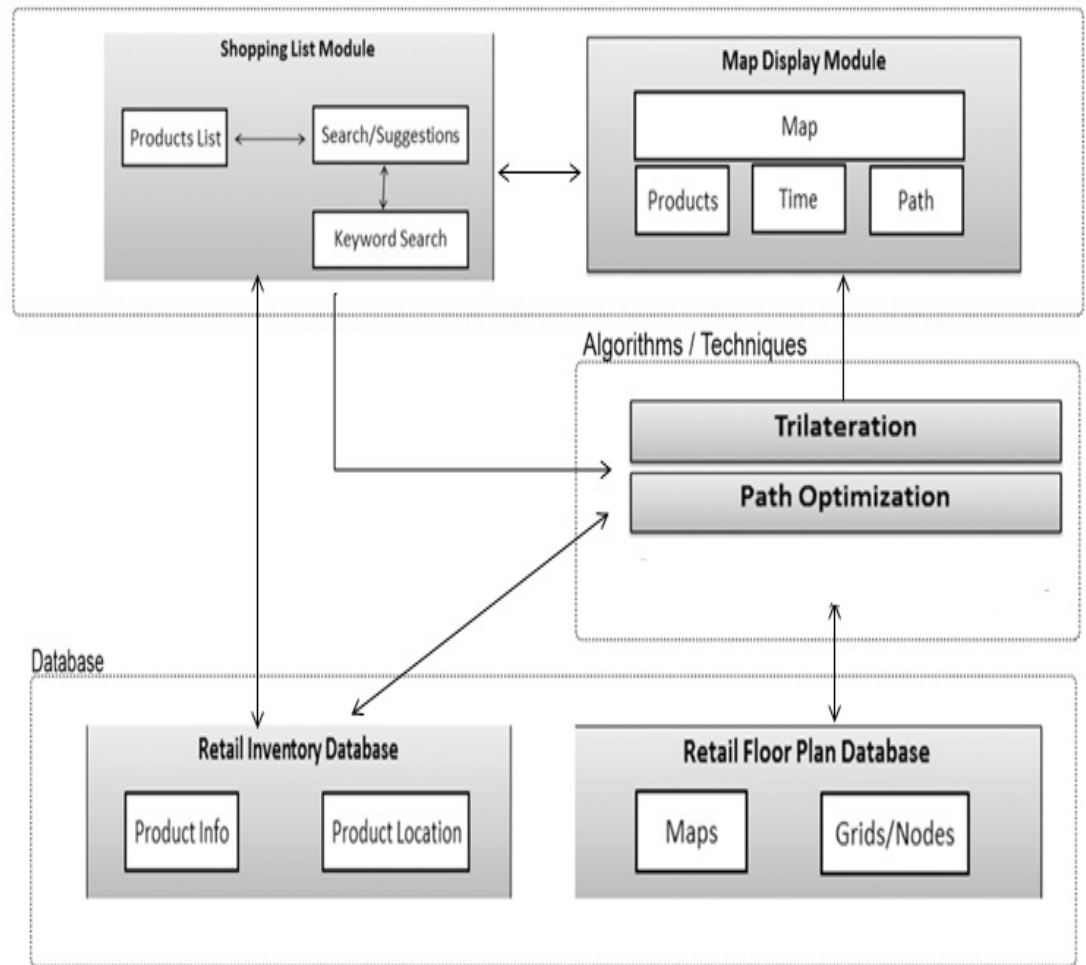 Shopping List Module
Products List
Search/Suggestions
Keyword Search
Map Display Module
Map
Products
Time
Path
Algorithms / Techniques
Trilateration
Path Optimization
Database
Retail Inventory Database
Product Info
Product Location
Retail Floor Plan Database
Maps
Grids/Nodes